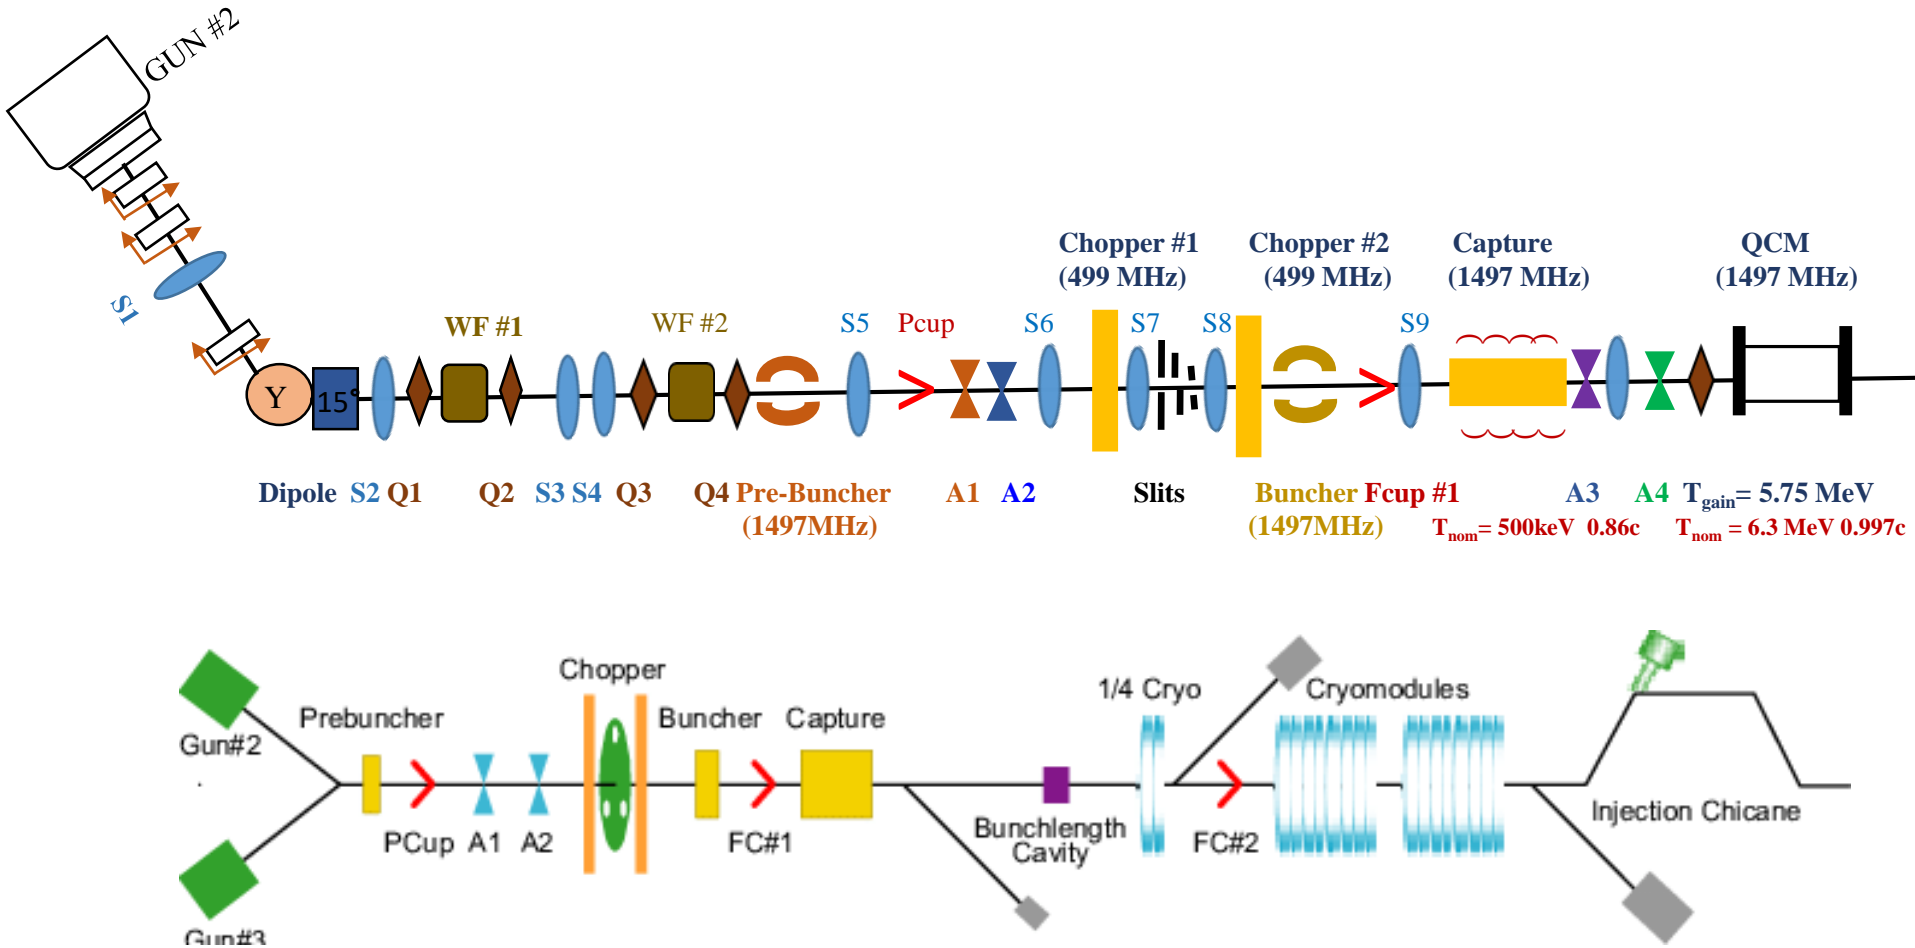 GUN #2
S1
Y
15°
Chopper #1
(499 MHz)
Chopper #2
(499 MHz)
Capture
(1497 MHz)
QCM
(1497 MHz)
WF #1
WF #2
S5
Pcup
S6
S7
S8
S9
Dipole
S2
Q1
Q2
S3
S4
Q3
Q4
Pre-Buncher
(1497MHz)
A1
A2
Slits
Buncher
(1497MHz)
Fcup #1
A3
A4
Tgain= 5.75 MeV
Tnom= 500keV 0.86c
Tnom = 6.3 MeV 0.997c
Gun#2
Gun#3
Prebuncher
PCup
A1
A2
Chopper
Buncher
FC#1
Capture
Bunchlength
Cavity
1/4 Cryo
FC#2
Cryomodules
Injection Chicane